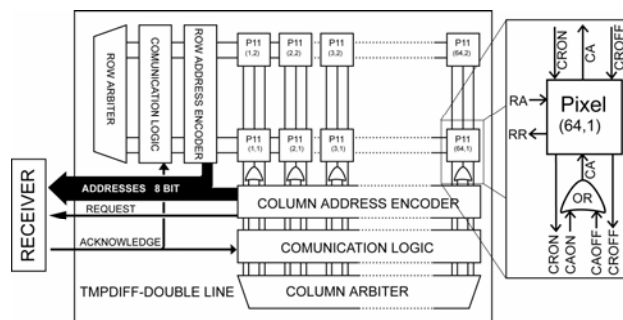 ROW ARBITER
COMUNICATION LOGIC
ROW ADDRESS ENCODER
P11 (1,2)
P11 (2,2)
P11 (3,2)
P11 (64,2)
P11 (1,1)
P11 (2,1)
P11 (3,1)
P11 (64,1)
RECEIVER
ADDRESSES 8 BIT
REQUEST
ACKNOWLEDGE
COLUMN ADDRESS ENCODER
COMUNICATION LOGIC
COLUMN ARBITER
TMPDIFF-DOUBLE LINE
CRON
CA
CROFF
RA
RR
Pixel
(64,1)
CA
OR
CRON
CAON
CAOFF
CROFF